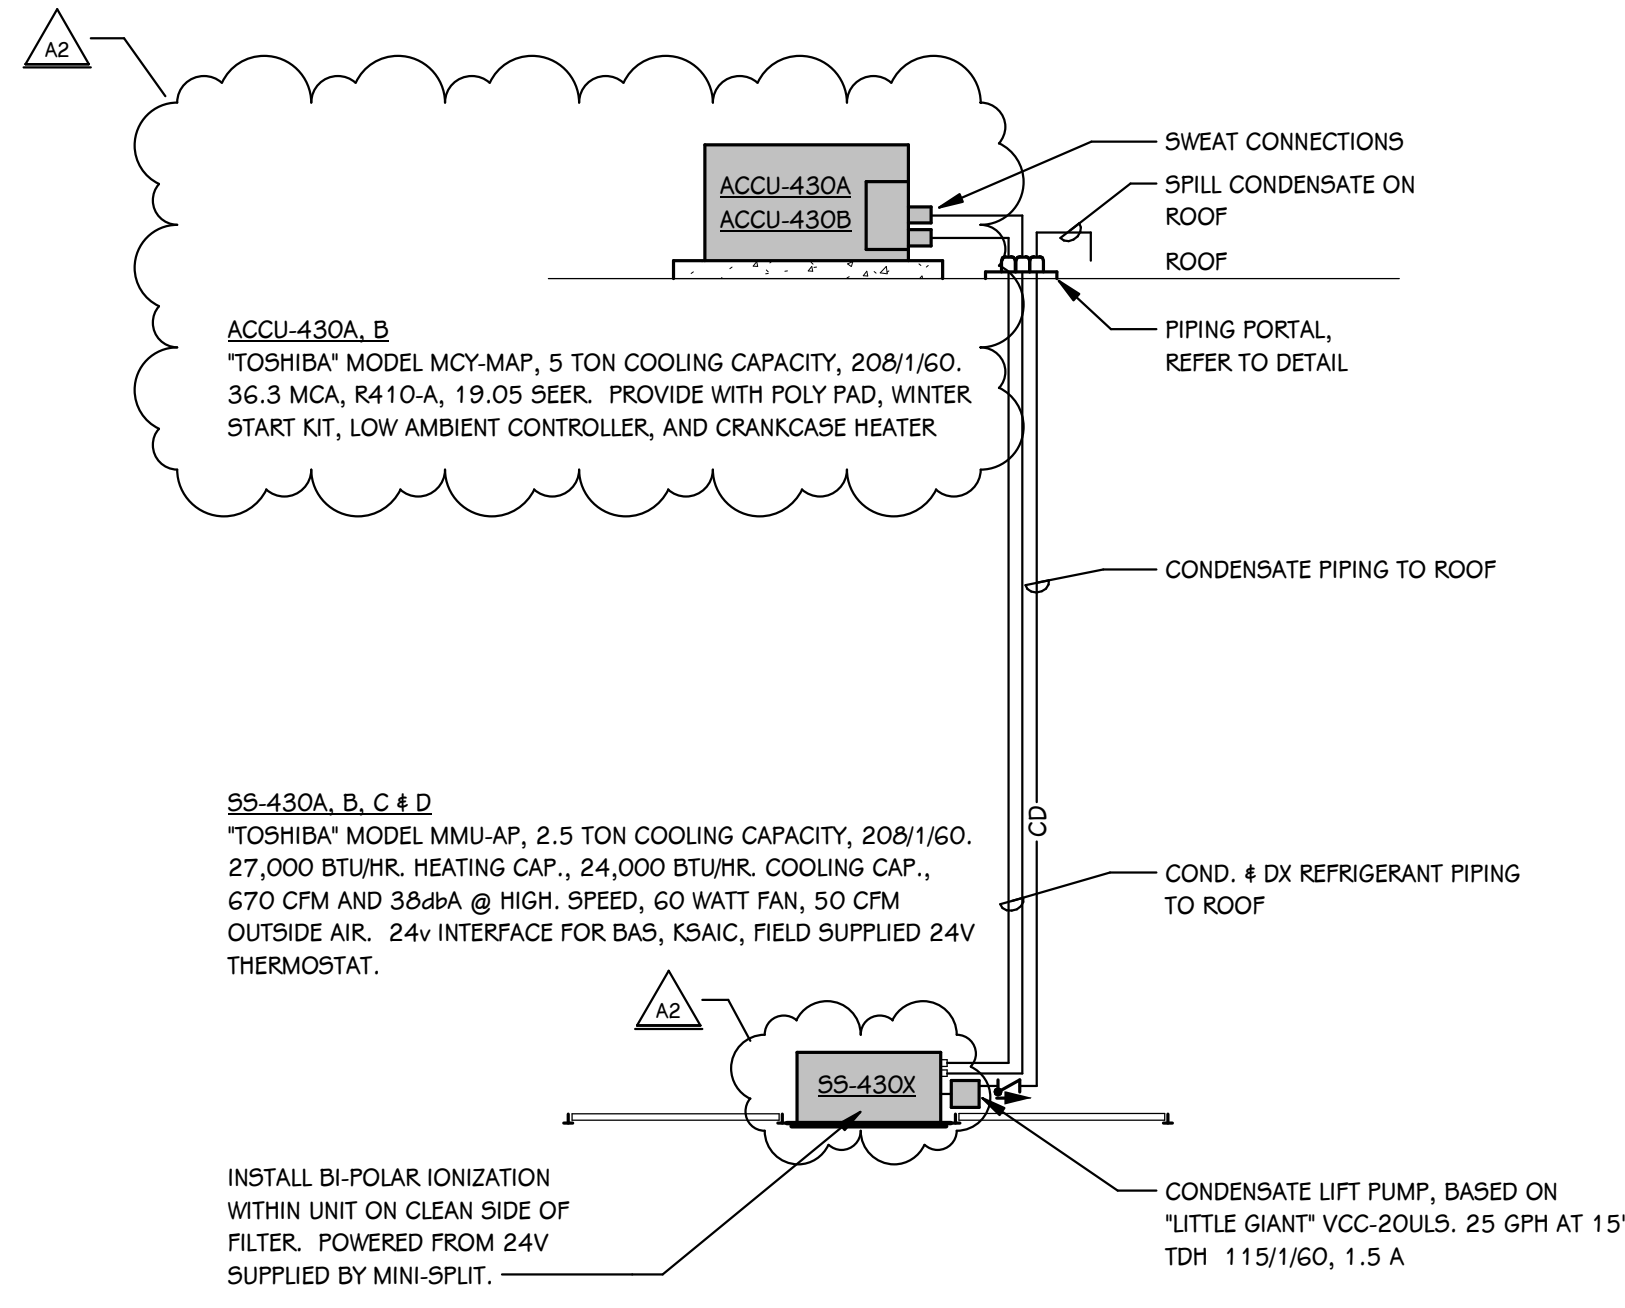 A2
ACCU-430A
ACCU-430B
SWEAT CONNECTIONS
SPILL CONDENSATE ON
ROOF
ROOF
PIPING PORTAL,
REFER TO DETAIL
ACCU-430A, B
"TOSHIBA" MODEL MCY-MAP, 5 TON COOLING CAPACITY, 208/1/60.
36.3 MCA, R410-A, 19.05 SEER. PROVIDE WITH POLY PAD, WINTER
START KIT, LOW AMBIENT CONTROLLER, AND CRANKCASE HEATER
CONDENSATE PIPING TO ROOF
SS-430A, B, C & D
"TOSHIBA" MODEL MMU-AP, 2.5 TON COOLING CAPACITY, 208/1/60.
27,000 BTU/HR. HEATING CAP., 24,000 BTU/HR. COOLING CAP.,
670 CFM AND 38dbA @ HIGH. SPEED, 60 WATT FAN, 50 CFM
OUTSIDE AIR. 24v INTERFACE FOR BAS, KSAIC, FIELD SUPPLIED 24V
THERMOSTAT.
CD
COND. & DX REFRIGERANT PIPING
TO ROOF
A2
SS-430X
INSTALL BI-POLAR IONIZATION
WITHIN UNIT ON CLEAN SIDE OF
FILTER. POWERED FROM 24V
SUPPLIED BY MINI-SPLIT.
CONDENSATE LIFT PUMP, BASED ON
"LITTLE GIANT" VCC-20ULS. 25 GPH AT 15'
TDH 115/1/60, 1.5 A